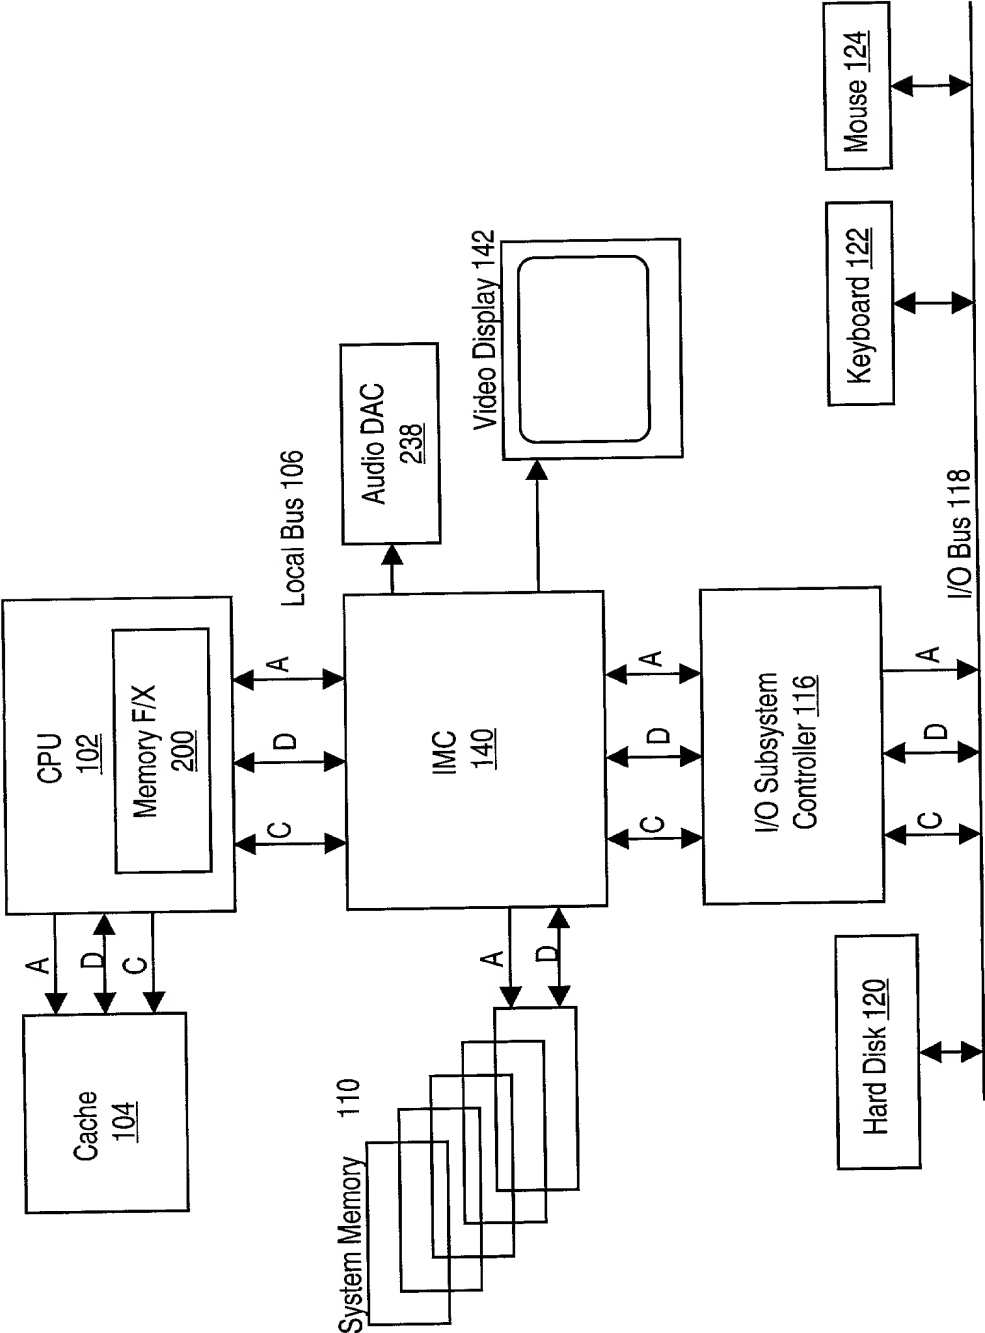 Cache
104
A
D
C
CPU
102
Memory F/X
200
C
D
A
Local Bus 106
System Memory
110
A
D
IMC
140
Audio DAC
238
Video Display 142
C
D
A
I/O Subsystem
Controller 116
C
D
A
I/O Bus 118
Hard Disk 120
Keyboard 122
Mouse 124